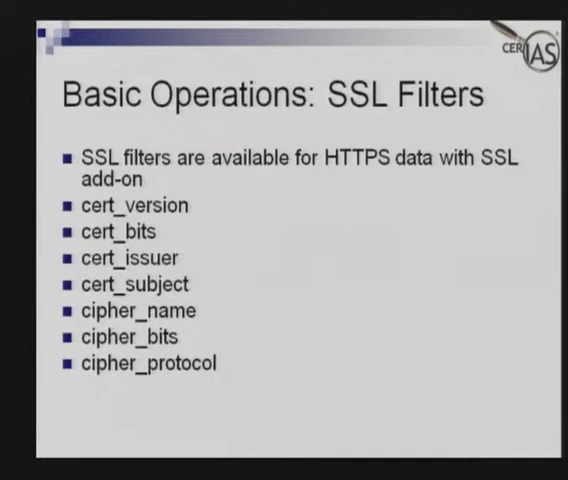 CERIAS
Basic Operations: SSL Filters
SSL filters are available for HTTPS data with SSL
add-on
cert_version
cert_bits
cert_issuer
cert_subject
cipher_name
cipher_bits
cipher_protocol